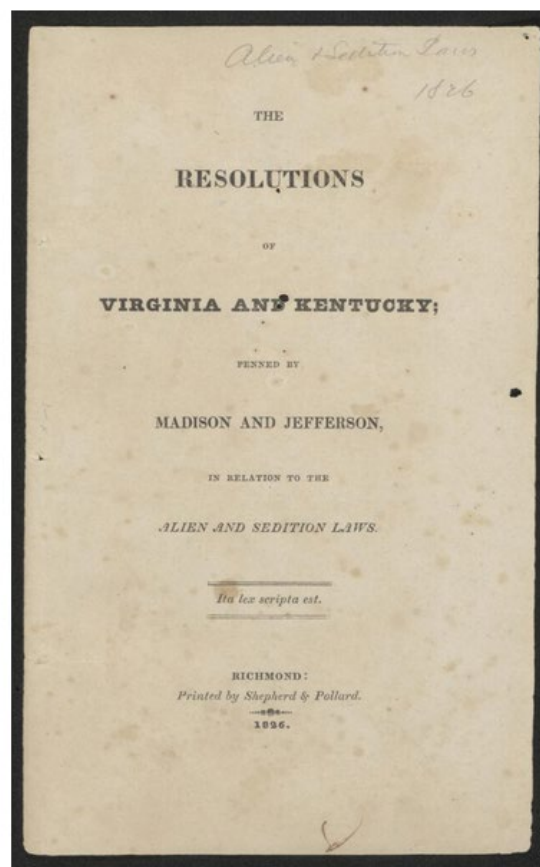 Alien & Sedition Laws
1826
THE
RESOLUTIONS
OF
VIRGINIA AND KENTUCKY;
PENNED BY
MADISON AND JEFFERSON,
IN RELATION TO THE
ALIEN AND SEDITION LAWS.
Ita lex scripta est.
RICHMOND:
Printed by Shepherd & Pollard.
1826.